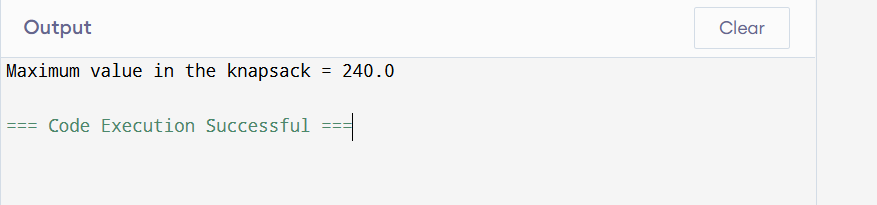 Output
Clear
Maximum value in the knapsack = 240.0
=== Code Execution Successful ===